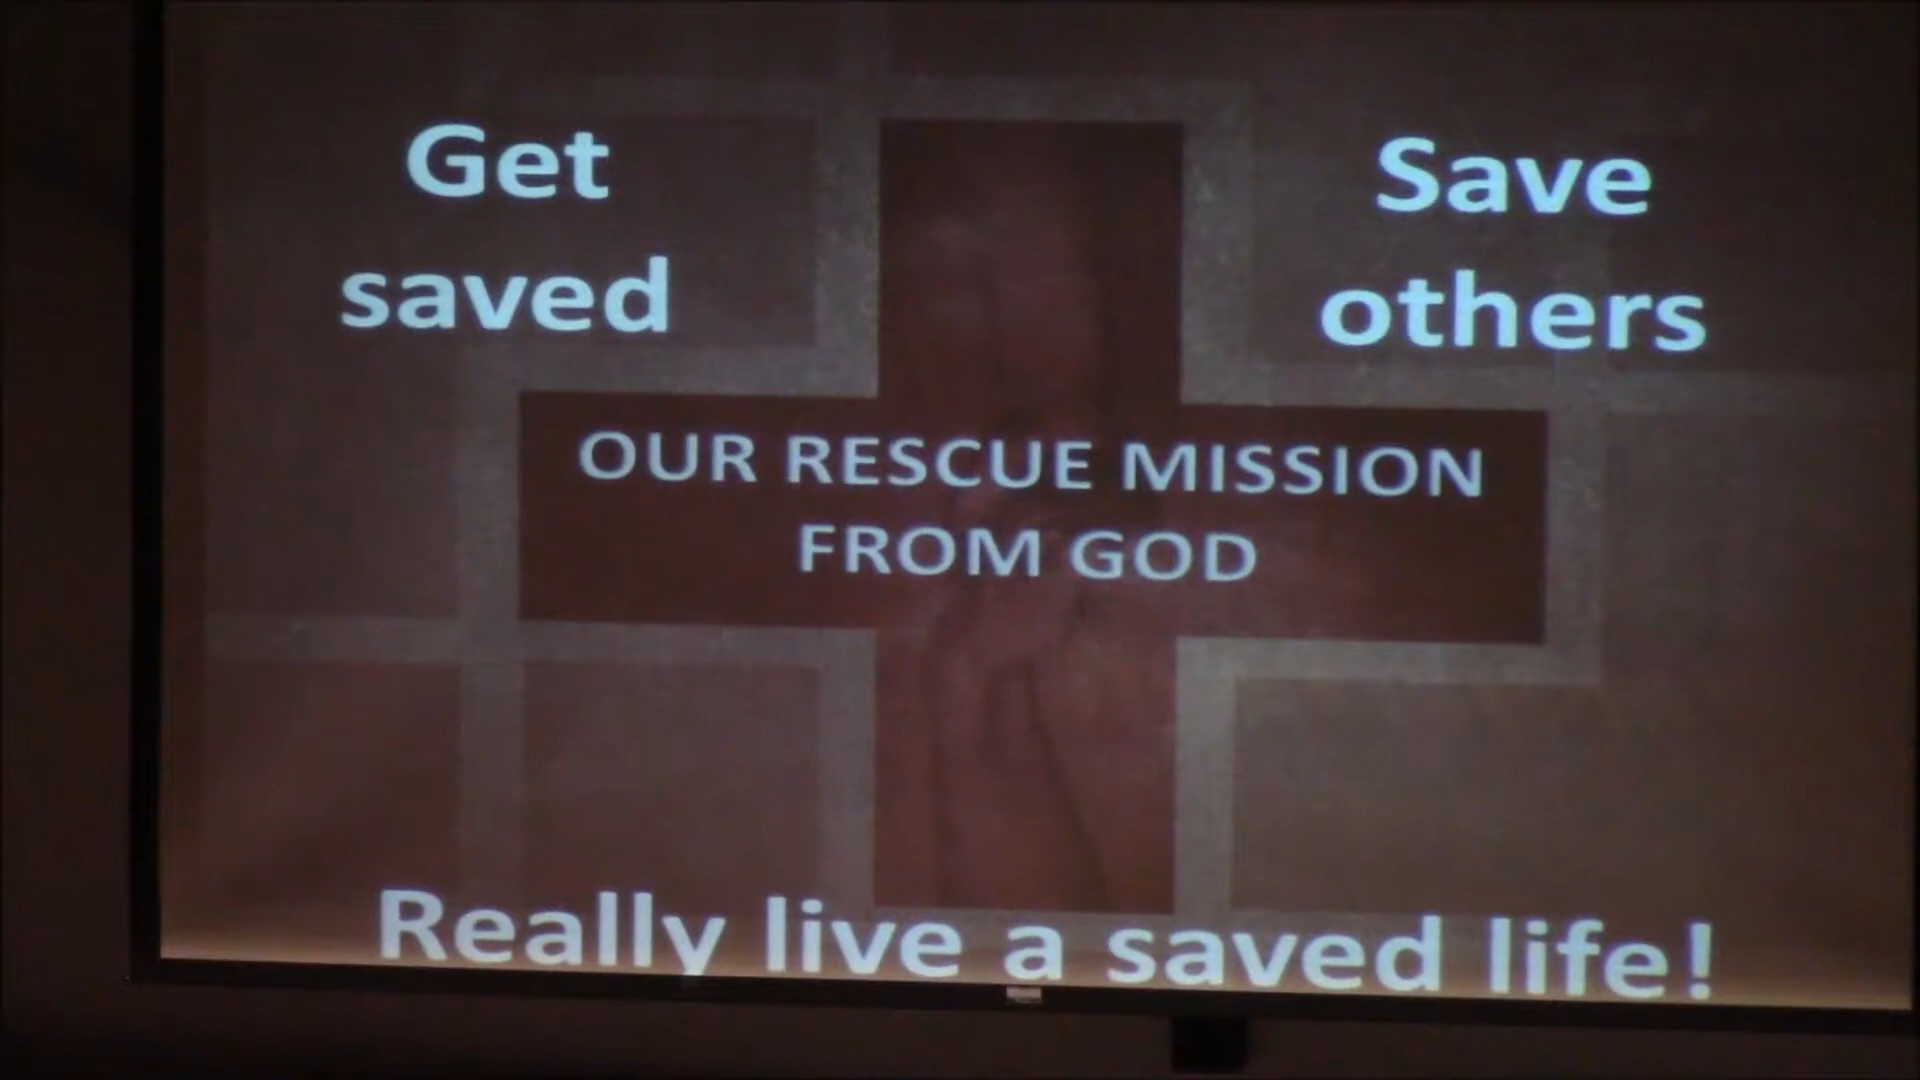 Get
saved
Save
others
OUR RESCUE MISSION
FROM GOD
Really live a saved life!